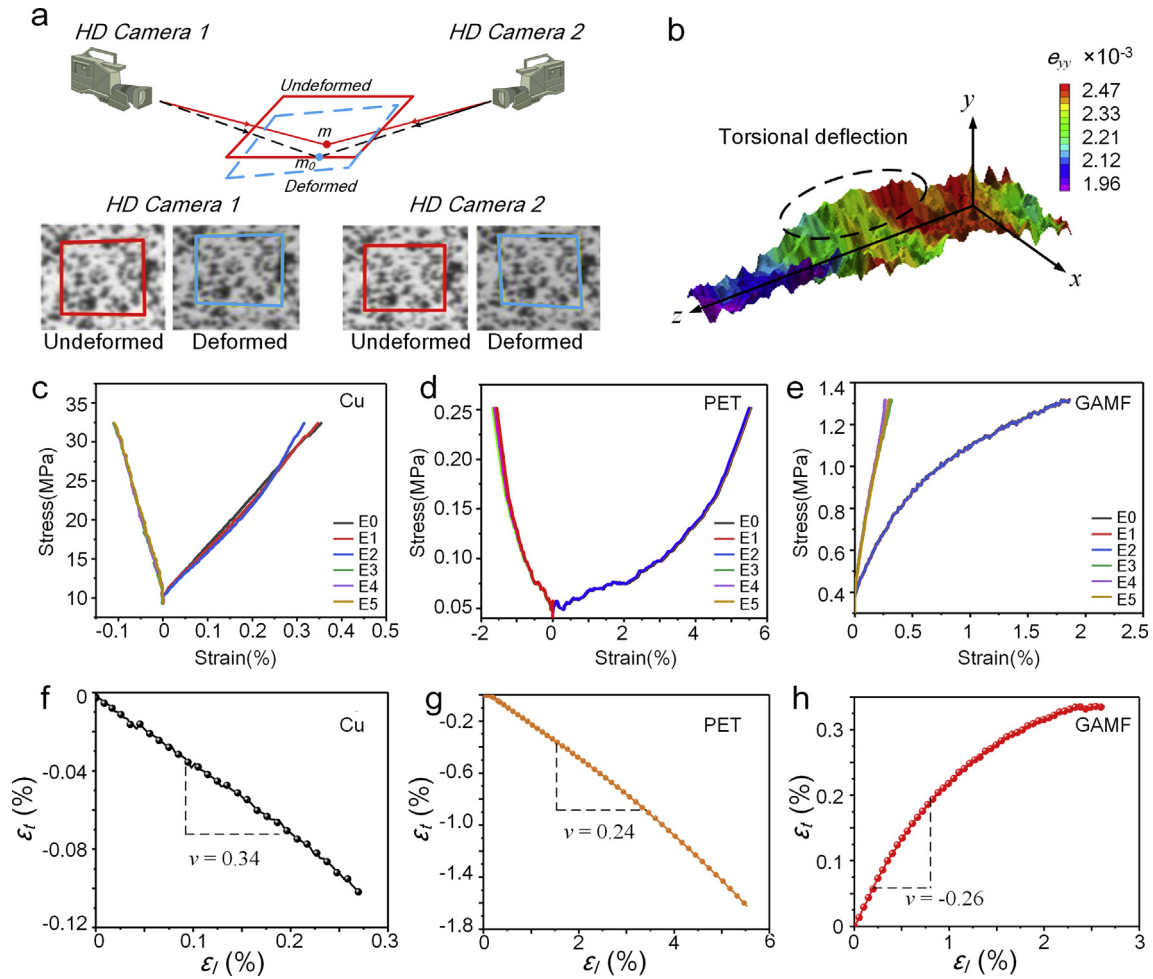 a
HD Camera 1
HD Camera 2
Undeformed
m
m0
Deformed
HD Camera 1
HD Camera 2
Undeformed
Deformed
Undeformed
Deformed
b
eyy ×10-3
2.47
2.33
2.21
2.12
1.96
Torsional deflection
y
x
z
c
Cu
Stress(MPa)
35
30
25
20
15
10
E0
E1
E2
E3
E4
E5
-0.1 0 0.1 0.2 0.3 0.4 0.5
Strain(%)
d
PET
Stress(MPa)
0.25
0.20
0.15
0.10
0.05
E0
E1
E2
E3
E4
E5
-2 0 2 4 6
Strain(%)
e
GAMF
Stress(MPa)
1.4
1.2
1.0
0.8
0.6
0.4
E0
E1
E2
E3
E4
E5
0 0.5 1 1.5 2 2.5
Strain(%)
f
Cu
εt (%)
0
-0.04
-0.08
-0.12
v = 0.34
0 0.1 0.2 0.3
εl (%)
g
PET
εt (%)
0
-0.2
-0.6
-1.0
-1.4
-1.8
v = 0.24
0 2 4 6
εl (%)
h
GAMF
εt (%)
0.3
0.2
0.1
0
v = -0.26
0 1 2 3
εl (%)